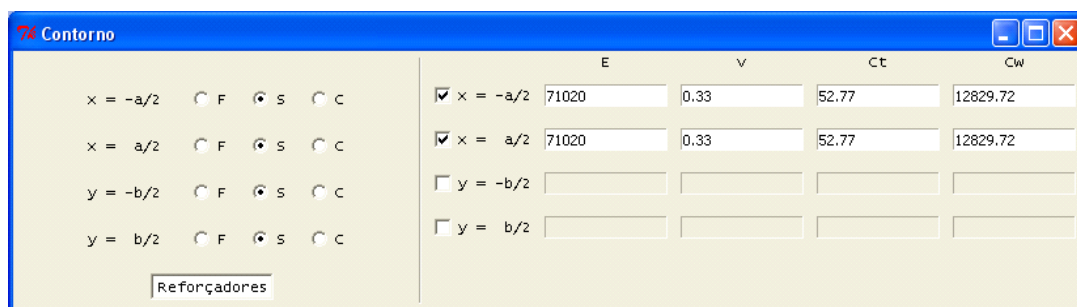 7% Contorno
E v Ct Cw
x = -a/2 F S C x = -a/2 71020 0.33 52.77 12829.72
x = a/2 F S C x = a/2 71020 0.33 52.77 12829.72
y = -b/2 F S C y = -b/2
y = b/2 F S C y = b/2
Reforçadores